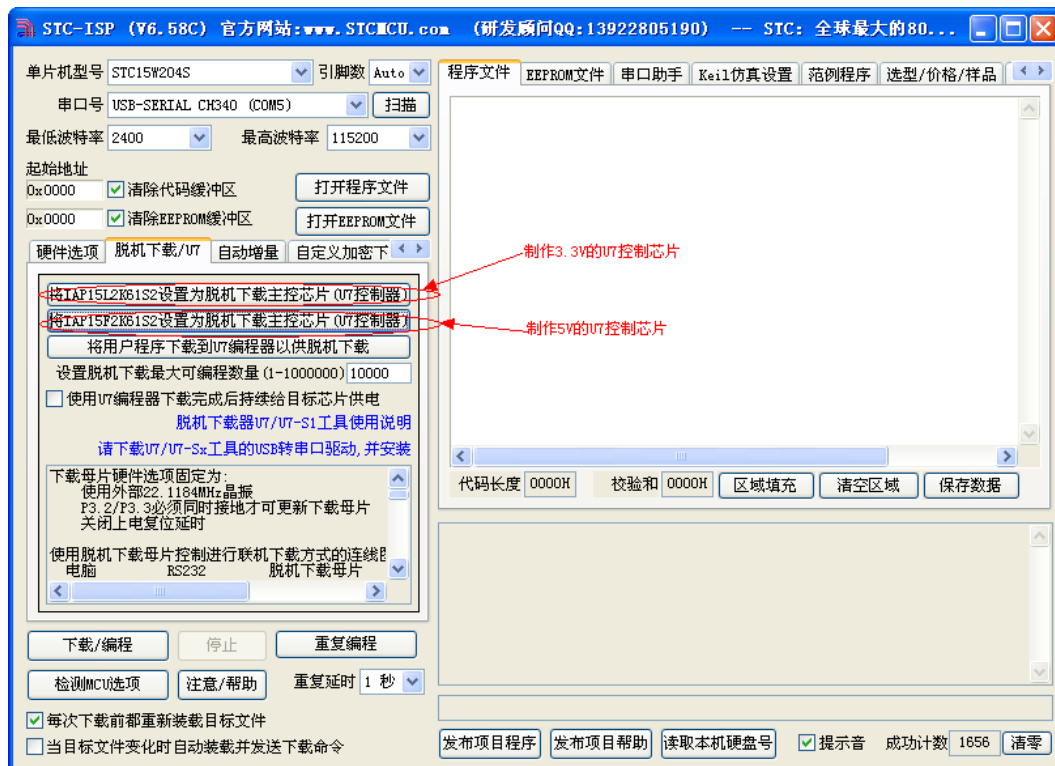 STC-ISP (V6.58C) 官方网站:www.STCMCU.com (研发顾问QQ:13922805190) -- STC: 全球最大的80...
单片机型号 STC15W204S 引脚数 Auto
串口号 USB-SERIAL CH340 (COM5) 扫描
最低波特率 2400 最高波特率 115200
起始地址
0x0000 清除代码缓冲区 打开程序文件
0x0000 清除EEPROM缓冲区 打开EEPROM文件
硬件选项 脱机下载/U7 自动增量 自定义加密下
将IAP15L2K61S2设置为脱机下载主控芯片(U7控制器)
将IAP15F2K61S2设置为脱机下载主控芯片(U7控制器)
将用户程序下载到U7编程器以供脱机下载
设置脱机下载最大可编程数量(1-1000000) 10000
使用U7编程器下载完成后持续给目标芯片供电
脱机下载器U7/U7-S1工具使用说明
请下载U7/U7-Sx工具的USB转串口驱动,并安装
下载母片硬件选项固定为:
使用外部22.1184MHz晶振
P3.2/P3.3必须同时接地才可更新下载母片
关闭上电复位延时
使用脱机下载母片控制进行联机下载方式的连线
电脑 RS232 脱机下载母片
下载/编程 停止 重复编程
检测MCU选项 注意/帮助 重复延时 1 秒
每次下载前都重新装载目标文件
当目标文件变化时自动装载并发送下载命令
程序文件 EEPROM文件 串口助手 Keil仿真设置 范例程序 选型/价格/样品
制作3.3V的U7控制芯片
制作5V的U7控制芯片
代码长度 0000H 校验和 0000H 区域填充 清空区域 保存数据
发布项目程序 发布项目帮助 读取本机硬盘号 提示音 成功计数 1656 清零